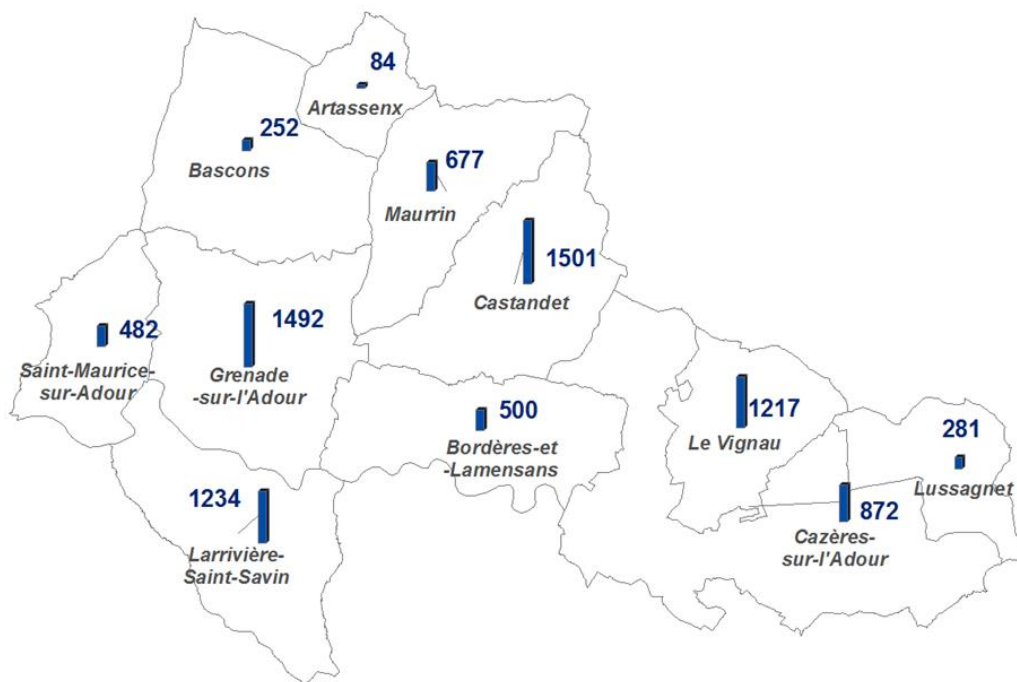 84
Artassenx
252
Bascons
677
Maurrin
1501
Castandet
482
Saint-Maurice-
sur-Adour
1492
Grenade
-sur-l'Adour
500
Bordères-et
-Lamensans
1217
Le Vignau
281
Lussagnet
872
Cazères-
sur-l'Adour
1234
Larrivière-
Saint-Savin